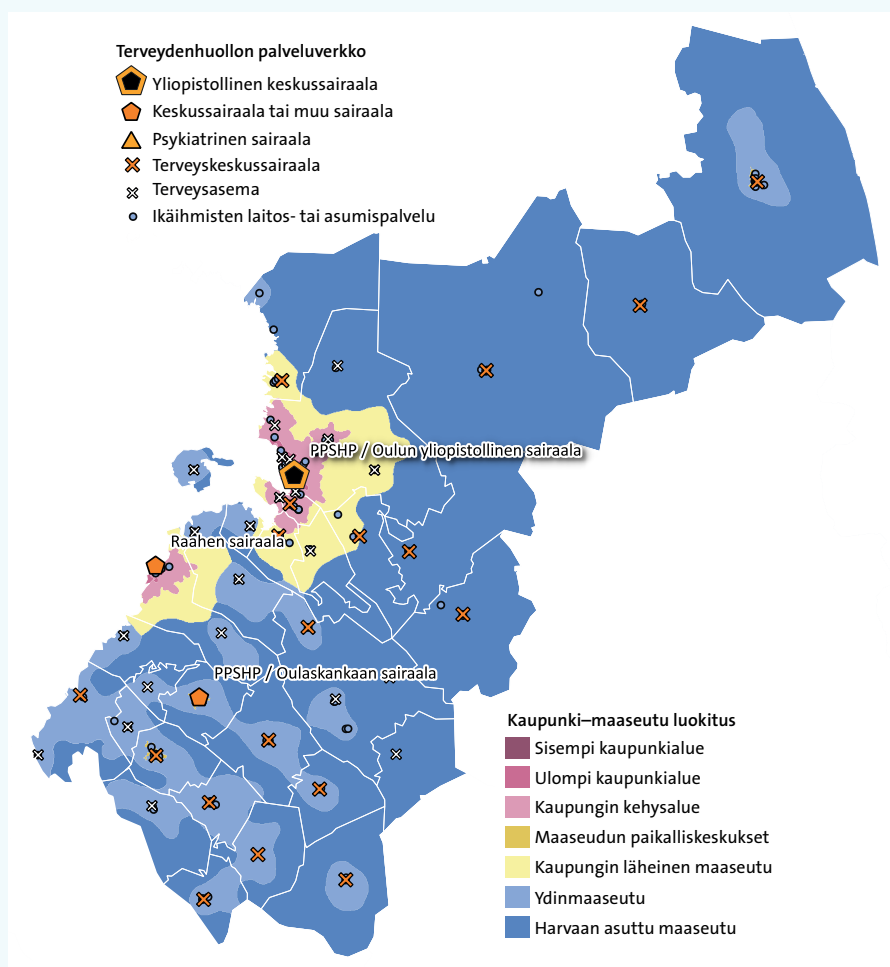 Terveydenhuollon palveluverkko
Yliopistollinen keskussairaala
Keskussairaala tai muu sairaala
Psykiatrinen sairaala
Terveyskeskussairaala
Terveysasema
Ikäihmisten laitos- tai asumispalvelu
PPSHP / Oulun yliopistollinen sairaala
Raahen sairaala
PPSHP / Oulaskankaan sairaala
Kaupunki–maaseutu luokitus
Sisempi kaupunkialue
Ulompi kaupunkialue
Kaupungin kehysalue
Maaseudun paikalliskeskukset
Kaupungin läheinen maaseutu
Ydinmaaseutu
Harvaan asuttu maaseutu